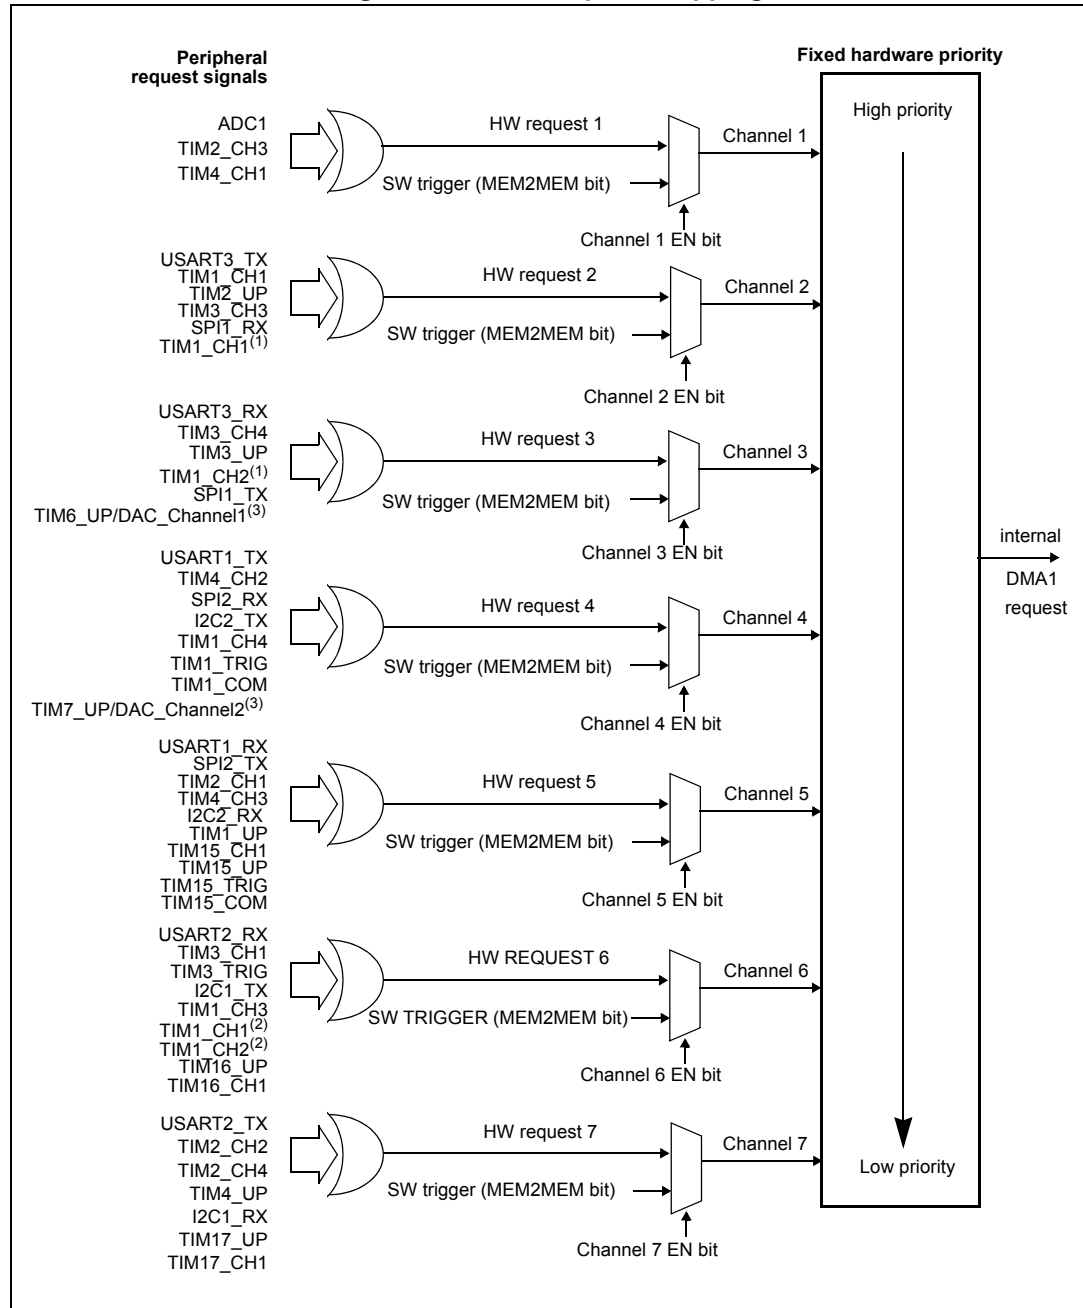 Peripheral
request signals
Fixed hardware priority
High priority
ADC1
TIM2_CH3
TIM4_CH1
HW request 1
SW trigger (MEM2MEM bit)
Channel 1
Channel 1 EN bit
USART3_TX
TIM1_CH1
TIM2_UP
TIM3_CH3
SPI1_RX
TIM1_CH1(1)
HW request 2
SW trigger (MEM2MEM bit)
Channel 2
Channel 2 EN bit
USART3_RX
TIM3_CH4
TIM3_UP
TIM1_CH2(1)
SPI1_TX
TIM6_UP/DAC_Channel1(3)
HW request 3
SW trigger (MEM2MEM bit)
Channel 3
Channel 3 EN bit
internal
DMA1
request
USART1_TX
TIM4_CH2
SPI2_RX
I2C2_TX
TIM1_CH4
TIM1_TRIG
TIM1_COM
TIM7_UP/DAC_Channel2(3)
HW request 4
SW trigger (MEM2MEM bit)
Channel 4
Channel 4 EN bit
USART1_RX
SPI2_TX
TIM2_CH1
TIM4_CH3
I2C2_RX
TIM1_UP
TIM15_CH1
TIM15_UP
TIM15_TRIG
TIM15_COM
HW request 5
SW trigger (MEM2MEM bit)
Channel 5
Channel 5 EN bit
USART2_RX
TIM3_CH1
TIM3_TRIG
I2C1_TX
TIM1_CH3
TIM1_CH1(2)
TIM1_CH2(2)
TIM16_UP
TIM16_CH1
HW REQUEST 6
SW TRIGGER (MEM2MEM bit)
Channel 6
Channel 6 EN bit
USART2_TX
TIM2_CH2
TIM2_CH4
TIM4_UP
I2C1_RX
TIM17_UP
TIM17_CH1
HW request 7
SW trigger (MEM2MEM bit)
Channel 7
Channel 7 EN bit
Low priority